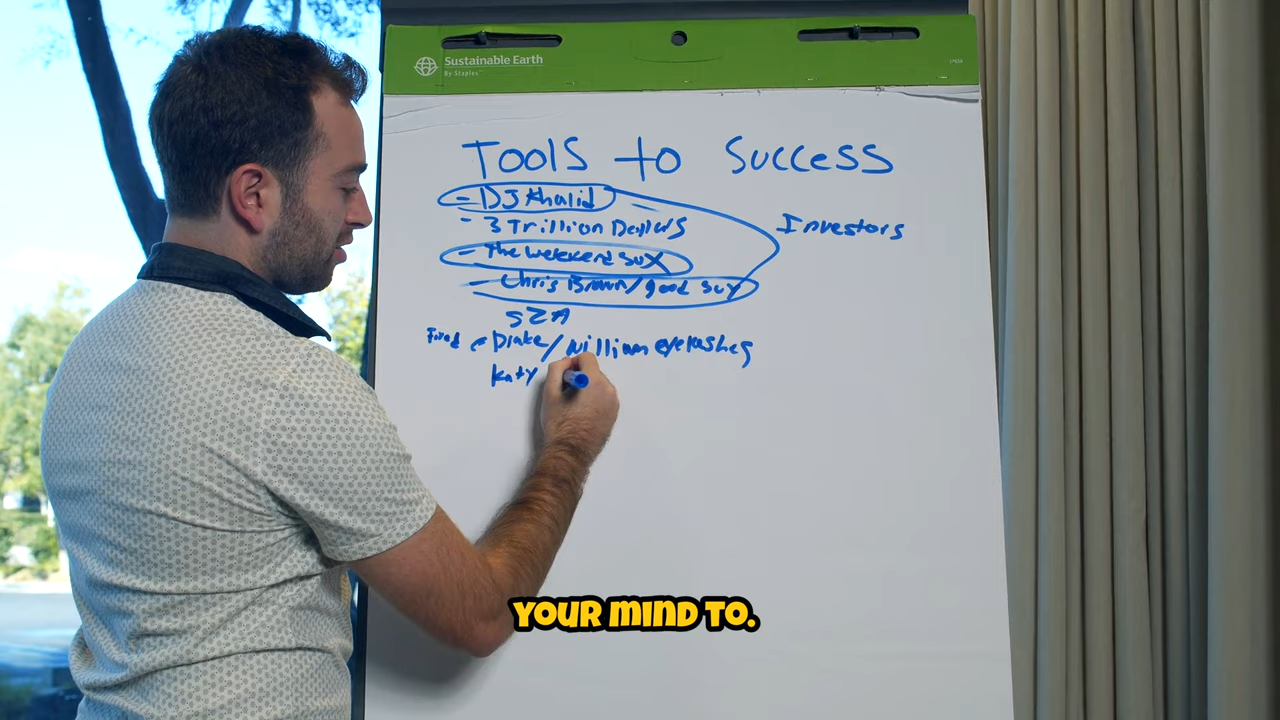 Sustainable Earth
By Staples
Tools to Success
- DJ Khalid
- 3 Trillion Dollars
Investors
- The weekend sux
- Chris Brown/good sux
SZA
Fired - Drake/william eyelashes
Katy
YOUR MIND TO.